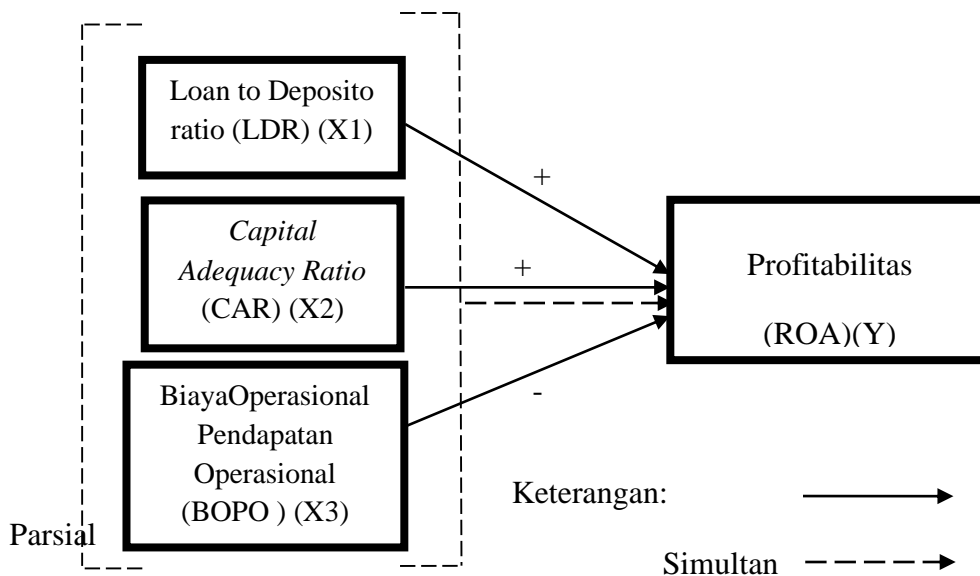 Loan to Deposito
ratio (LDR) (X1)
+
Capital
Adequacy Ratio
(CAR) (X2)
+
Profitabilitas
(ROA)(Y)
BiayaOperasional
Pendapatan
Operasional
(BOPO ) (X3)
-
Keterangan:
Parsial
Simultan